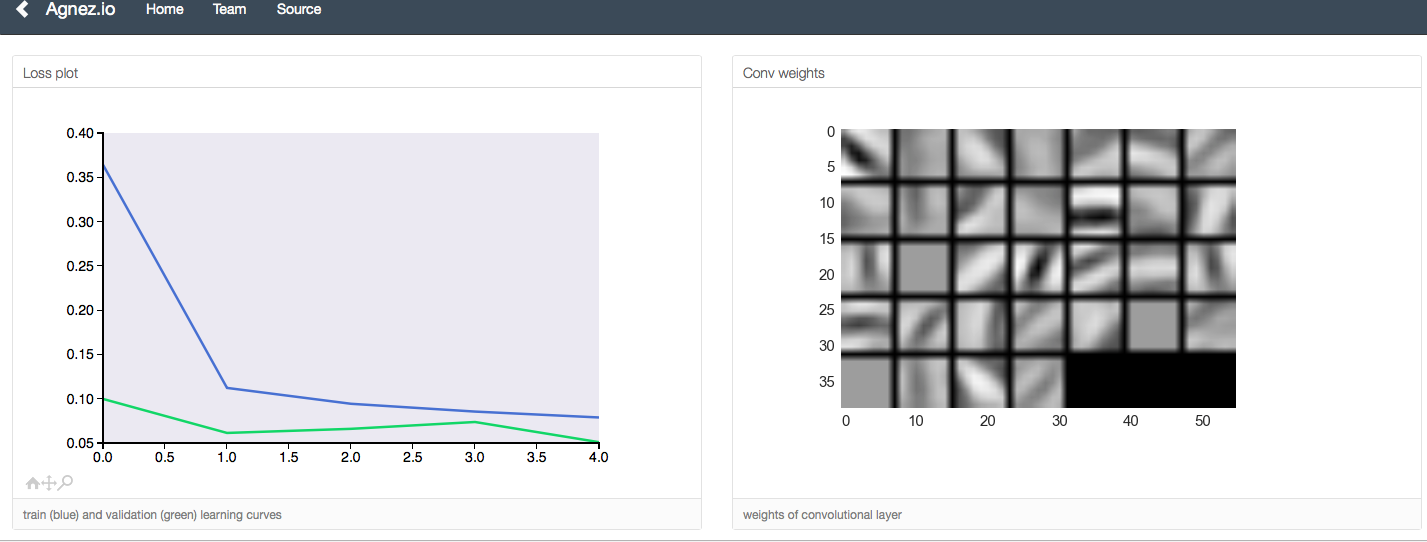 Agnez.io Home Team Source
Loss plot
0.40
0.35
0.30
0.25
0.20
0.15
0.10
0.05
0.0 0.5 1.0 1.5 2.0 2.5 3.0 3.5 4.0
train (blue) and validation (green) learning curves
Conv weights
0
5
10
15
20
25
30
35
0 10 20 30 40 50
weights of convolutional layer